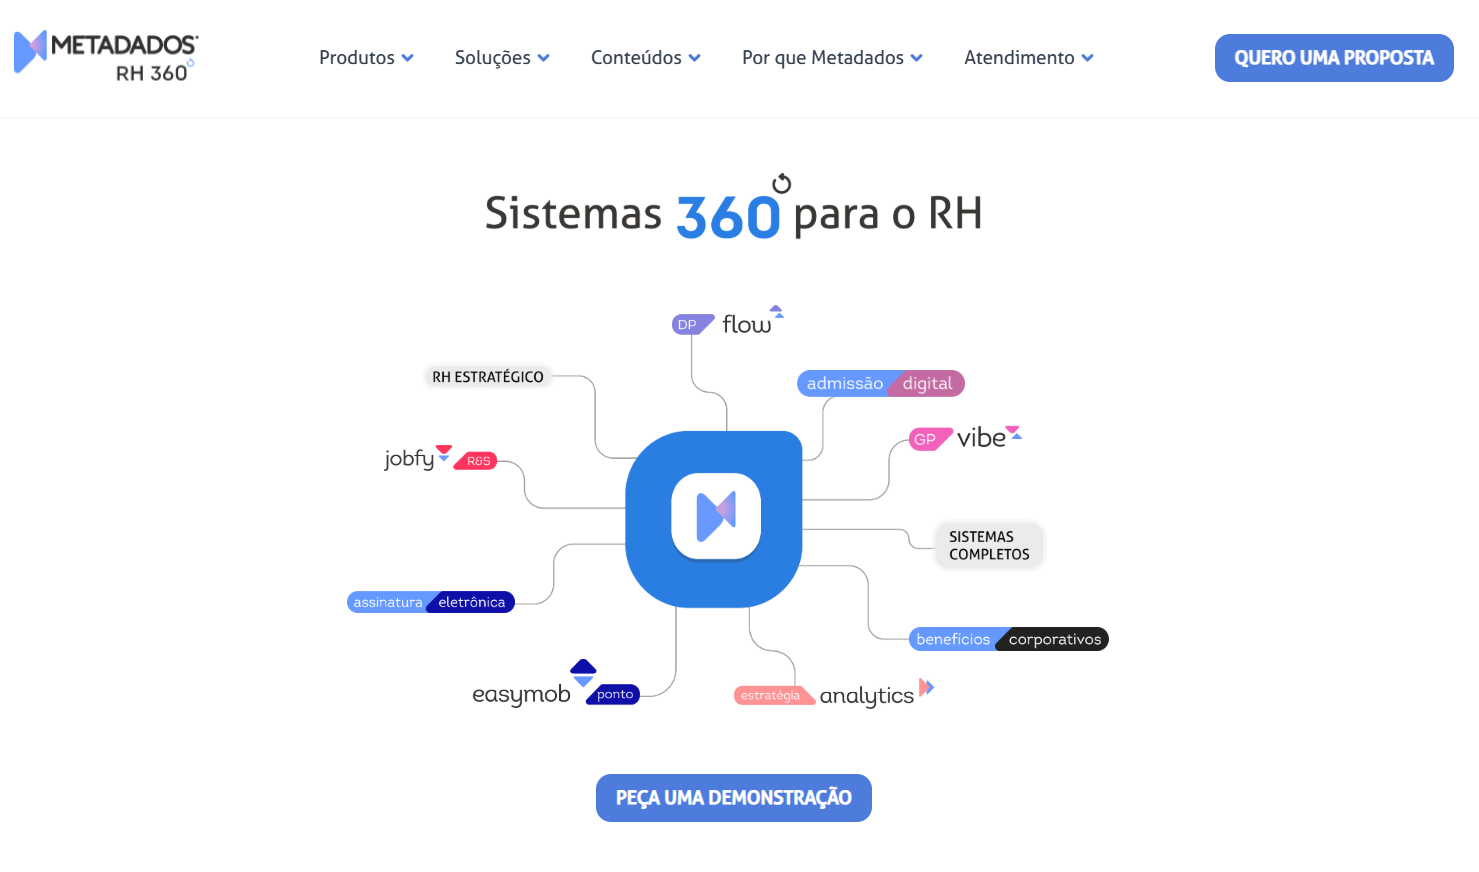 METADADOS®
RH 360
Produtos
Soluções
Conteúdos
Por que Metadados
Atendimento
QUERO UMA PROPOSTA
Sistemas 360 para o RH
DP flow
RH ESTRATÉGICO
admissão digital
GP vibe
jobfy R&S
SISTEMAS
COMPLETOS
assinatura eletrônica
benefícios corporativos
easymob ponto
estratégia analytics
PEÇA UMA DEMONSTRAÇÃO